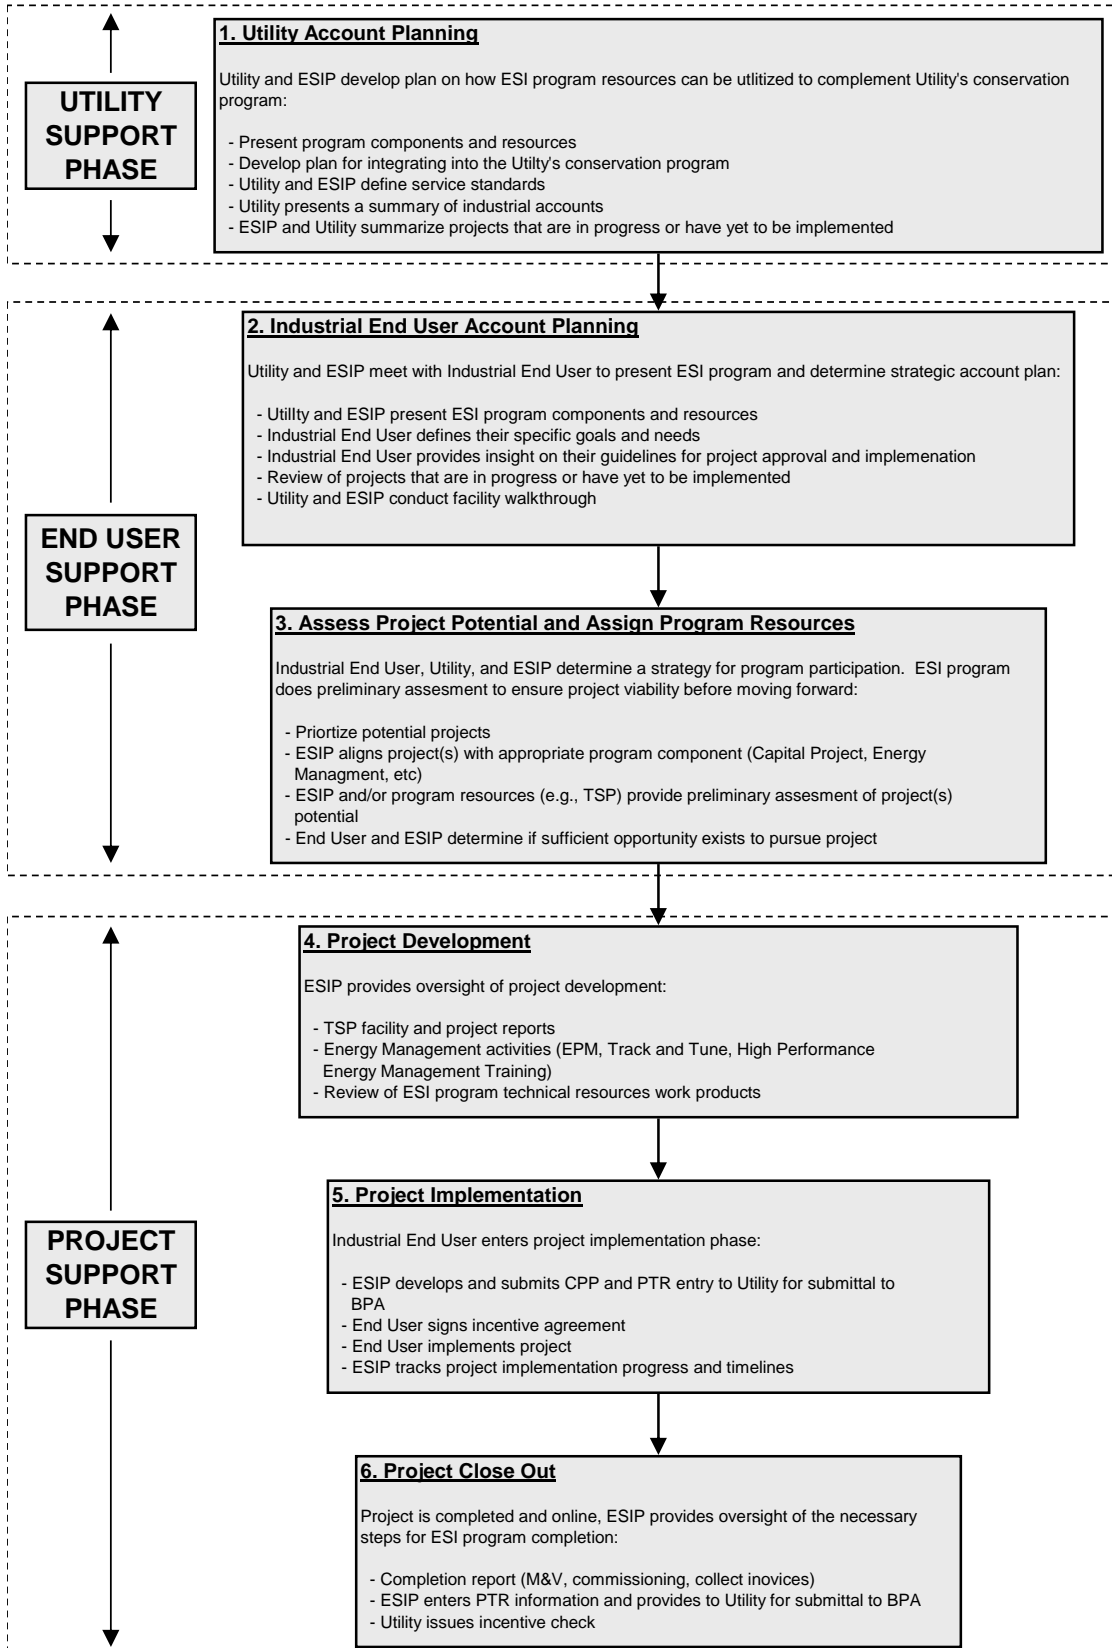 UTILITY
SUPPORT
PHASE
1. Utility Account Planning
Utility and ESIP develop plan on how ESI program resources can be utlitized to complement Utility's conservation
program:
- Present program components and resources
- Develop plan for integrating into the Utilty's conservation program
- Utility and ESIP define service standards
- Utility presents a summary of industrial accounts
- ESIP and Utility summarize projects that are in progress or have yet to be implemented
END USER
SUPPORT
PHASE
2. Industrial End User Account Planning
Utility and ESIP meet with Industrial End User to present ESI program and determine strategic account plan:
- UtilIty and ESIP present ESI program components and resources
- Industrial End User defines their specific goals and needs
- Industrial End User provides insight on their guidelines for project approval and implemenation
- Review of projects that are in progress or have yet to be implemented
- Utility and ESIP conduct facility walkthrough
3. Assess Project Potential and Assign Program Resources
Industrial End User, Utility, and ESIP determine a strategy for program participation.  ESI program
does preliminary assesment to ensure project viability before moving forward:
- Priortize potential projects
- ESIP aligns project(s) with appropriate program component (Capital Project, Energy
Managment, etc)
- ESIP and/or program resources (e.g., TSP) provide preliminary assesment of project(s)
potential
- End User and ESIP determine if sufficient opportunity exists to pursue project
PROJECT
SUPPORT
PHASE
4. Project Development
ESIP provides oversight of project development:
- TSP facility and project reports
- Energy Management activities (EPM, Track and Tune, High Performance
Energy Management Training)
- Review of ESI program technical resources work products
5. Project Implementation
Industrial End User enters project implementation phase:
- ESIP develops and submits CPP and PTR entry to Utility for submittal to
BPA
- End User signs incentive agreement
- End User implements project
- ESIP tracks project implementation progress and timelines
6. Project Close Out
Project is completed and online, ESIP provides oversight of the necessary
steps for ESI program completion:
- Completion report (M&V, commissioning, collect inovices)
- ESIP enters PTR information and provides to Utility for submittal to BPA
- Utility issues incentive check